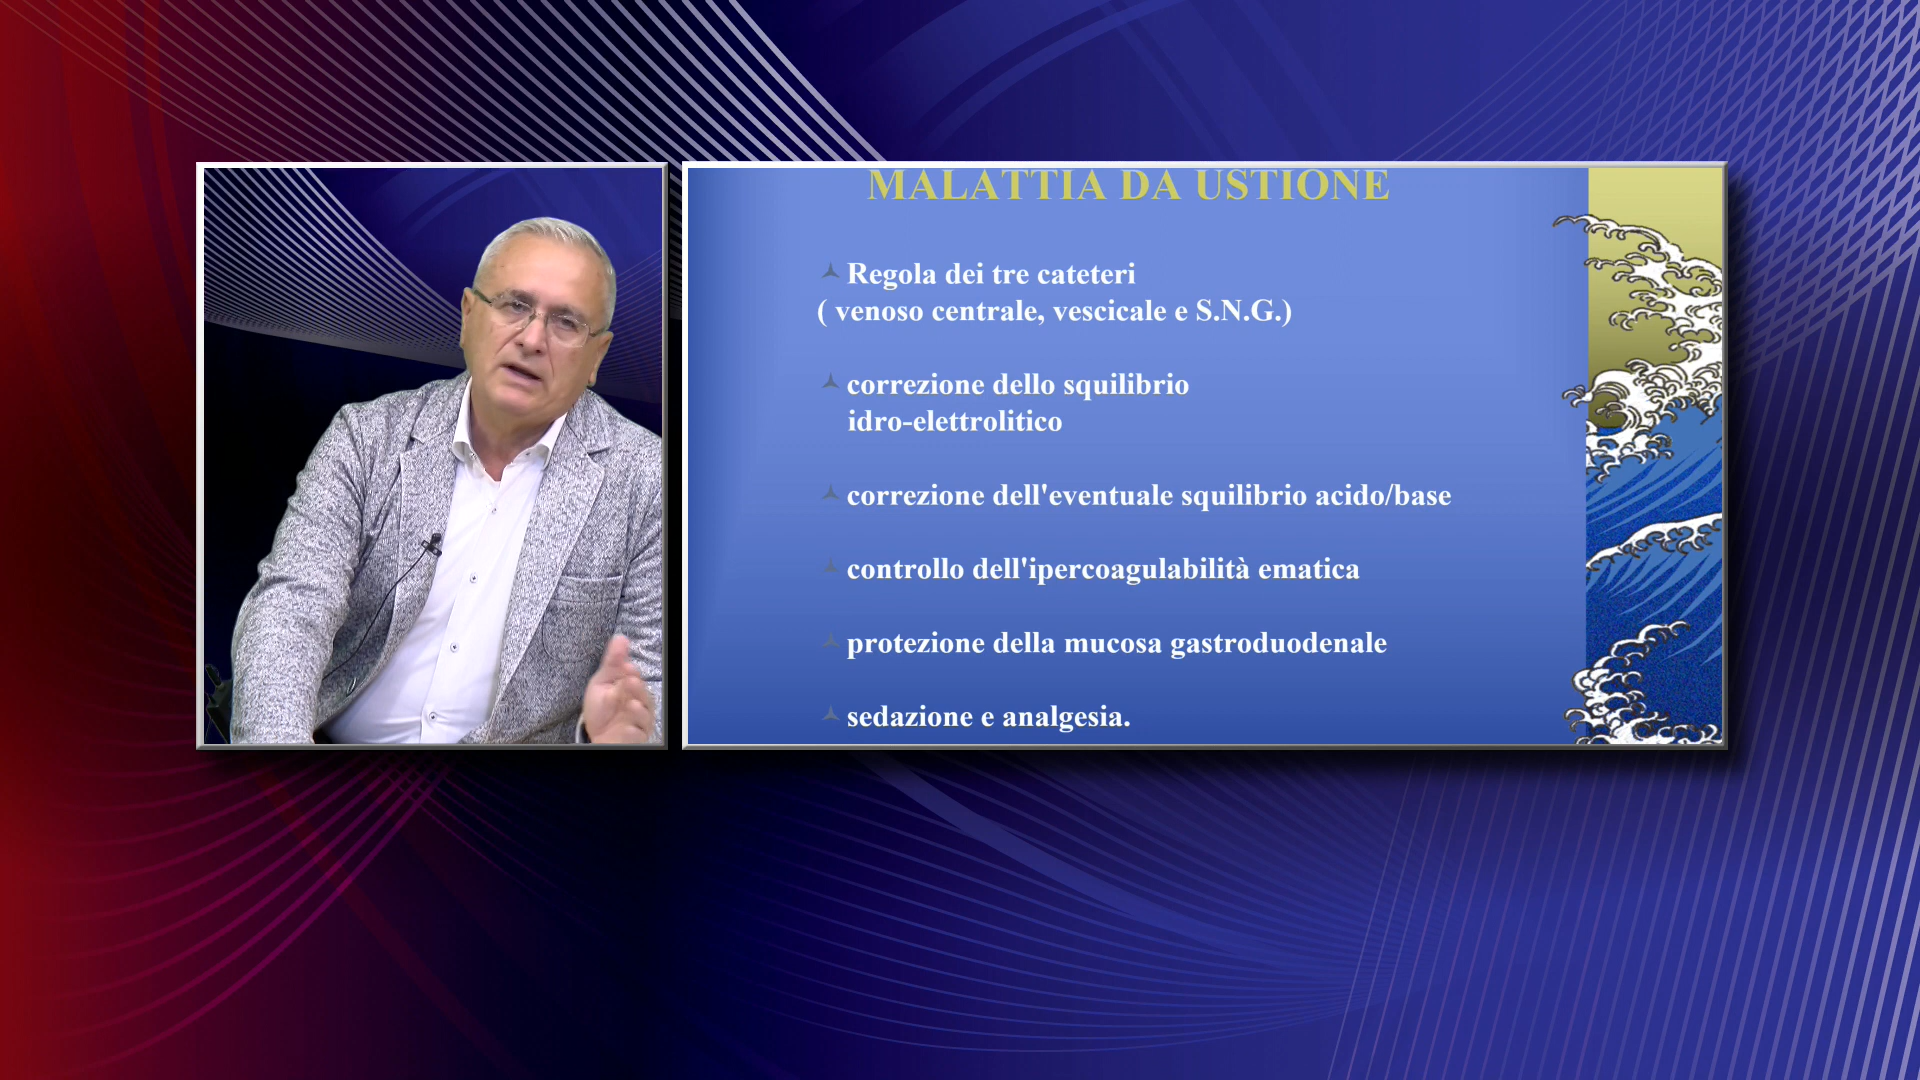 MALATTIA DA USTIONE
Regola dei tre cateteri
( venoso centrale, vescicale e S.N.G.)
correzione dello squilibrio
idro-elettrolitico
correzione dell'eventuale squilibrio acido/base
controllo dell'ipercoagulabilità ematica
protezione della mucosa gastroduodenale
sedazione e analgesia.